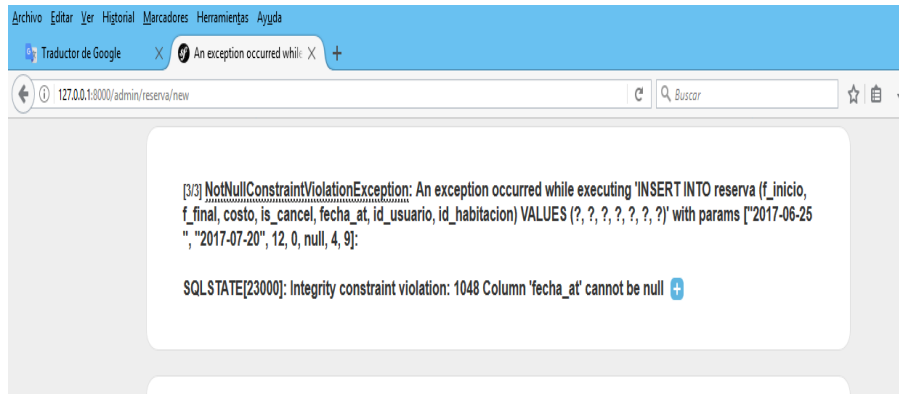 Archivo Editar Ver Historial Marcadores Herramientas Ayuda
Traductor de Google An exception occurred while
127.0.0.1:8000/admin/reserva/new Buscar
[3/3] NotNullConstraintViolationException: An exception occurred while executing 'INSERT INTO reserva (f_inicio,
f_final, costo, is_cancel, fecha_at, id_usuario, id_habitacion) VALUES (?, ?, ?, ?, ?, ?, ?)' with params ["2017-06-25
", "2017-07-20", 12, 0, null, 4, 9]:
SQLSTATE[23000]: Integrity constraint violation: 1048 Column 'fecha_at' cannot be null